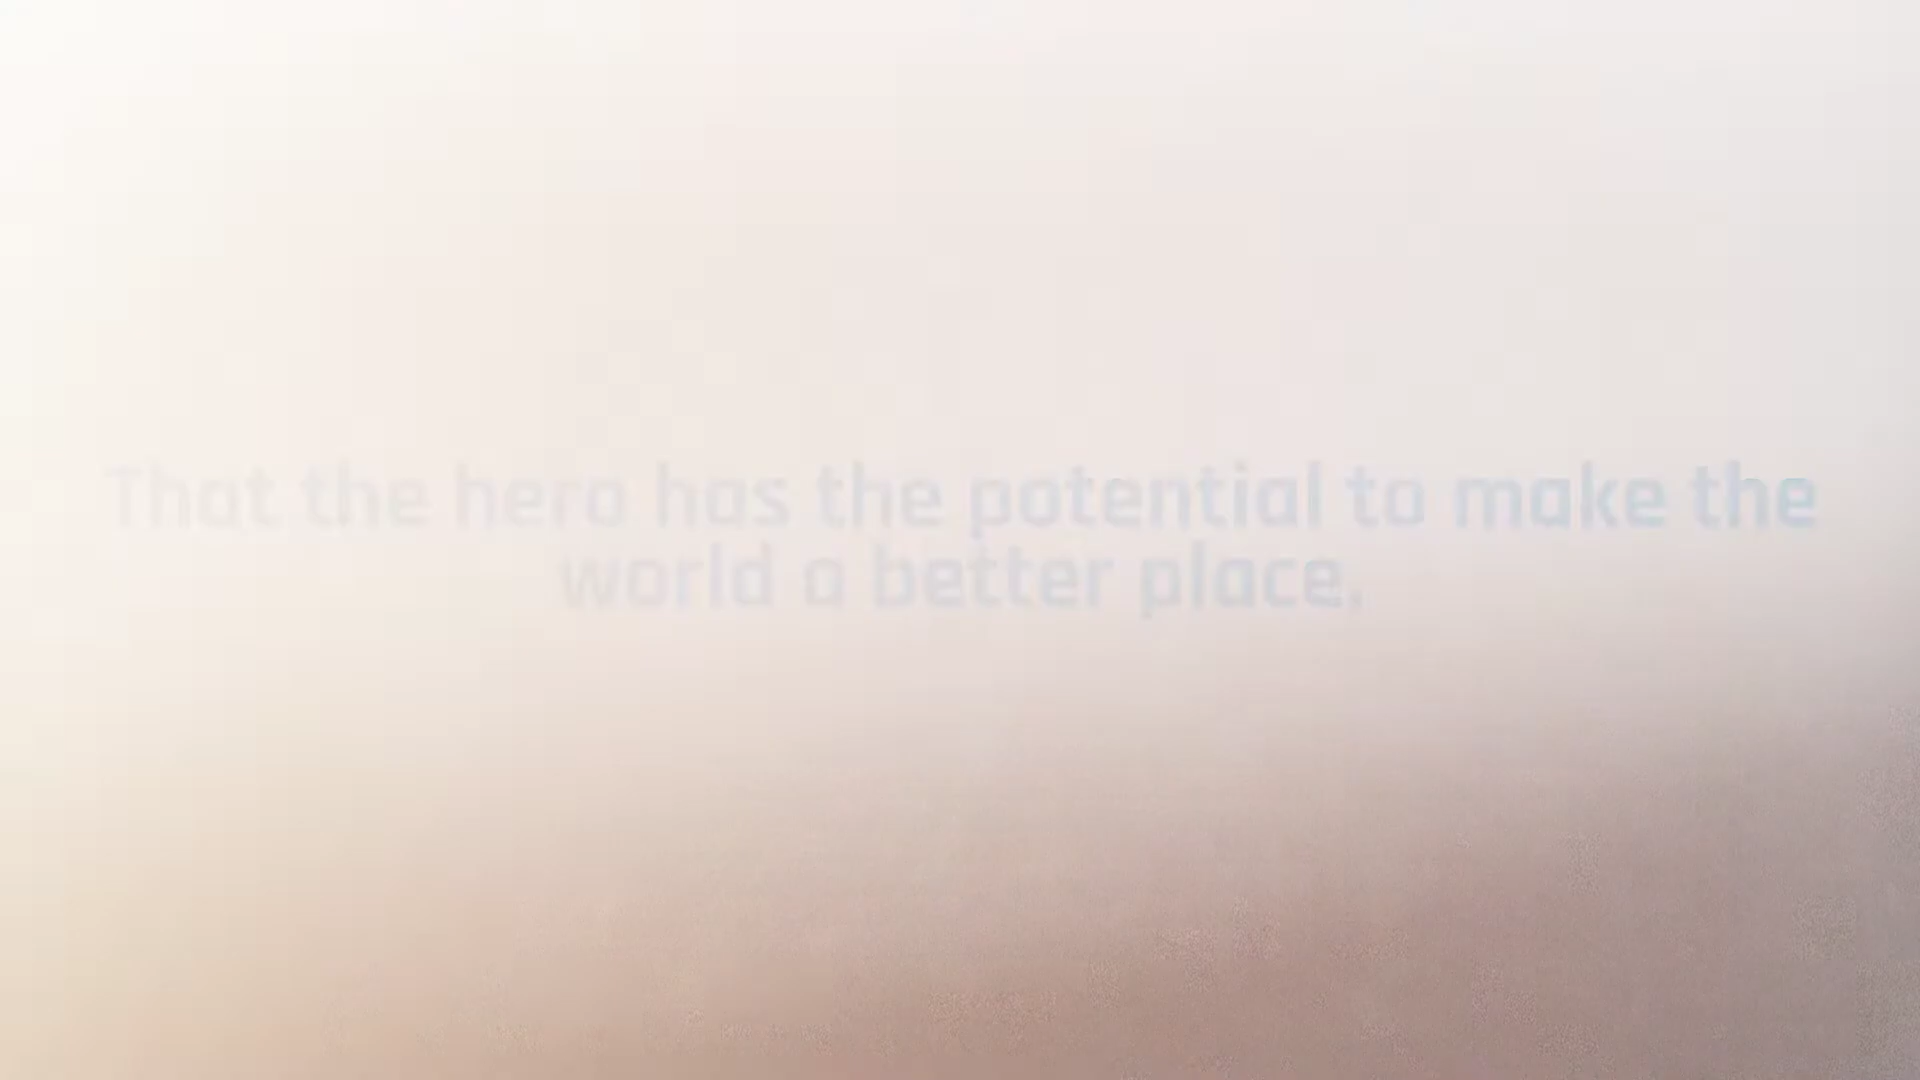 That the hero has the potential to make the
world a better place.